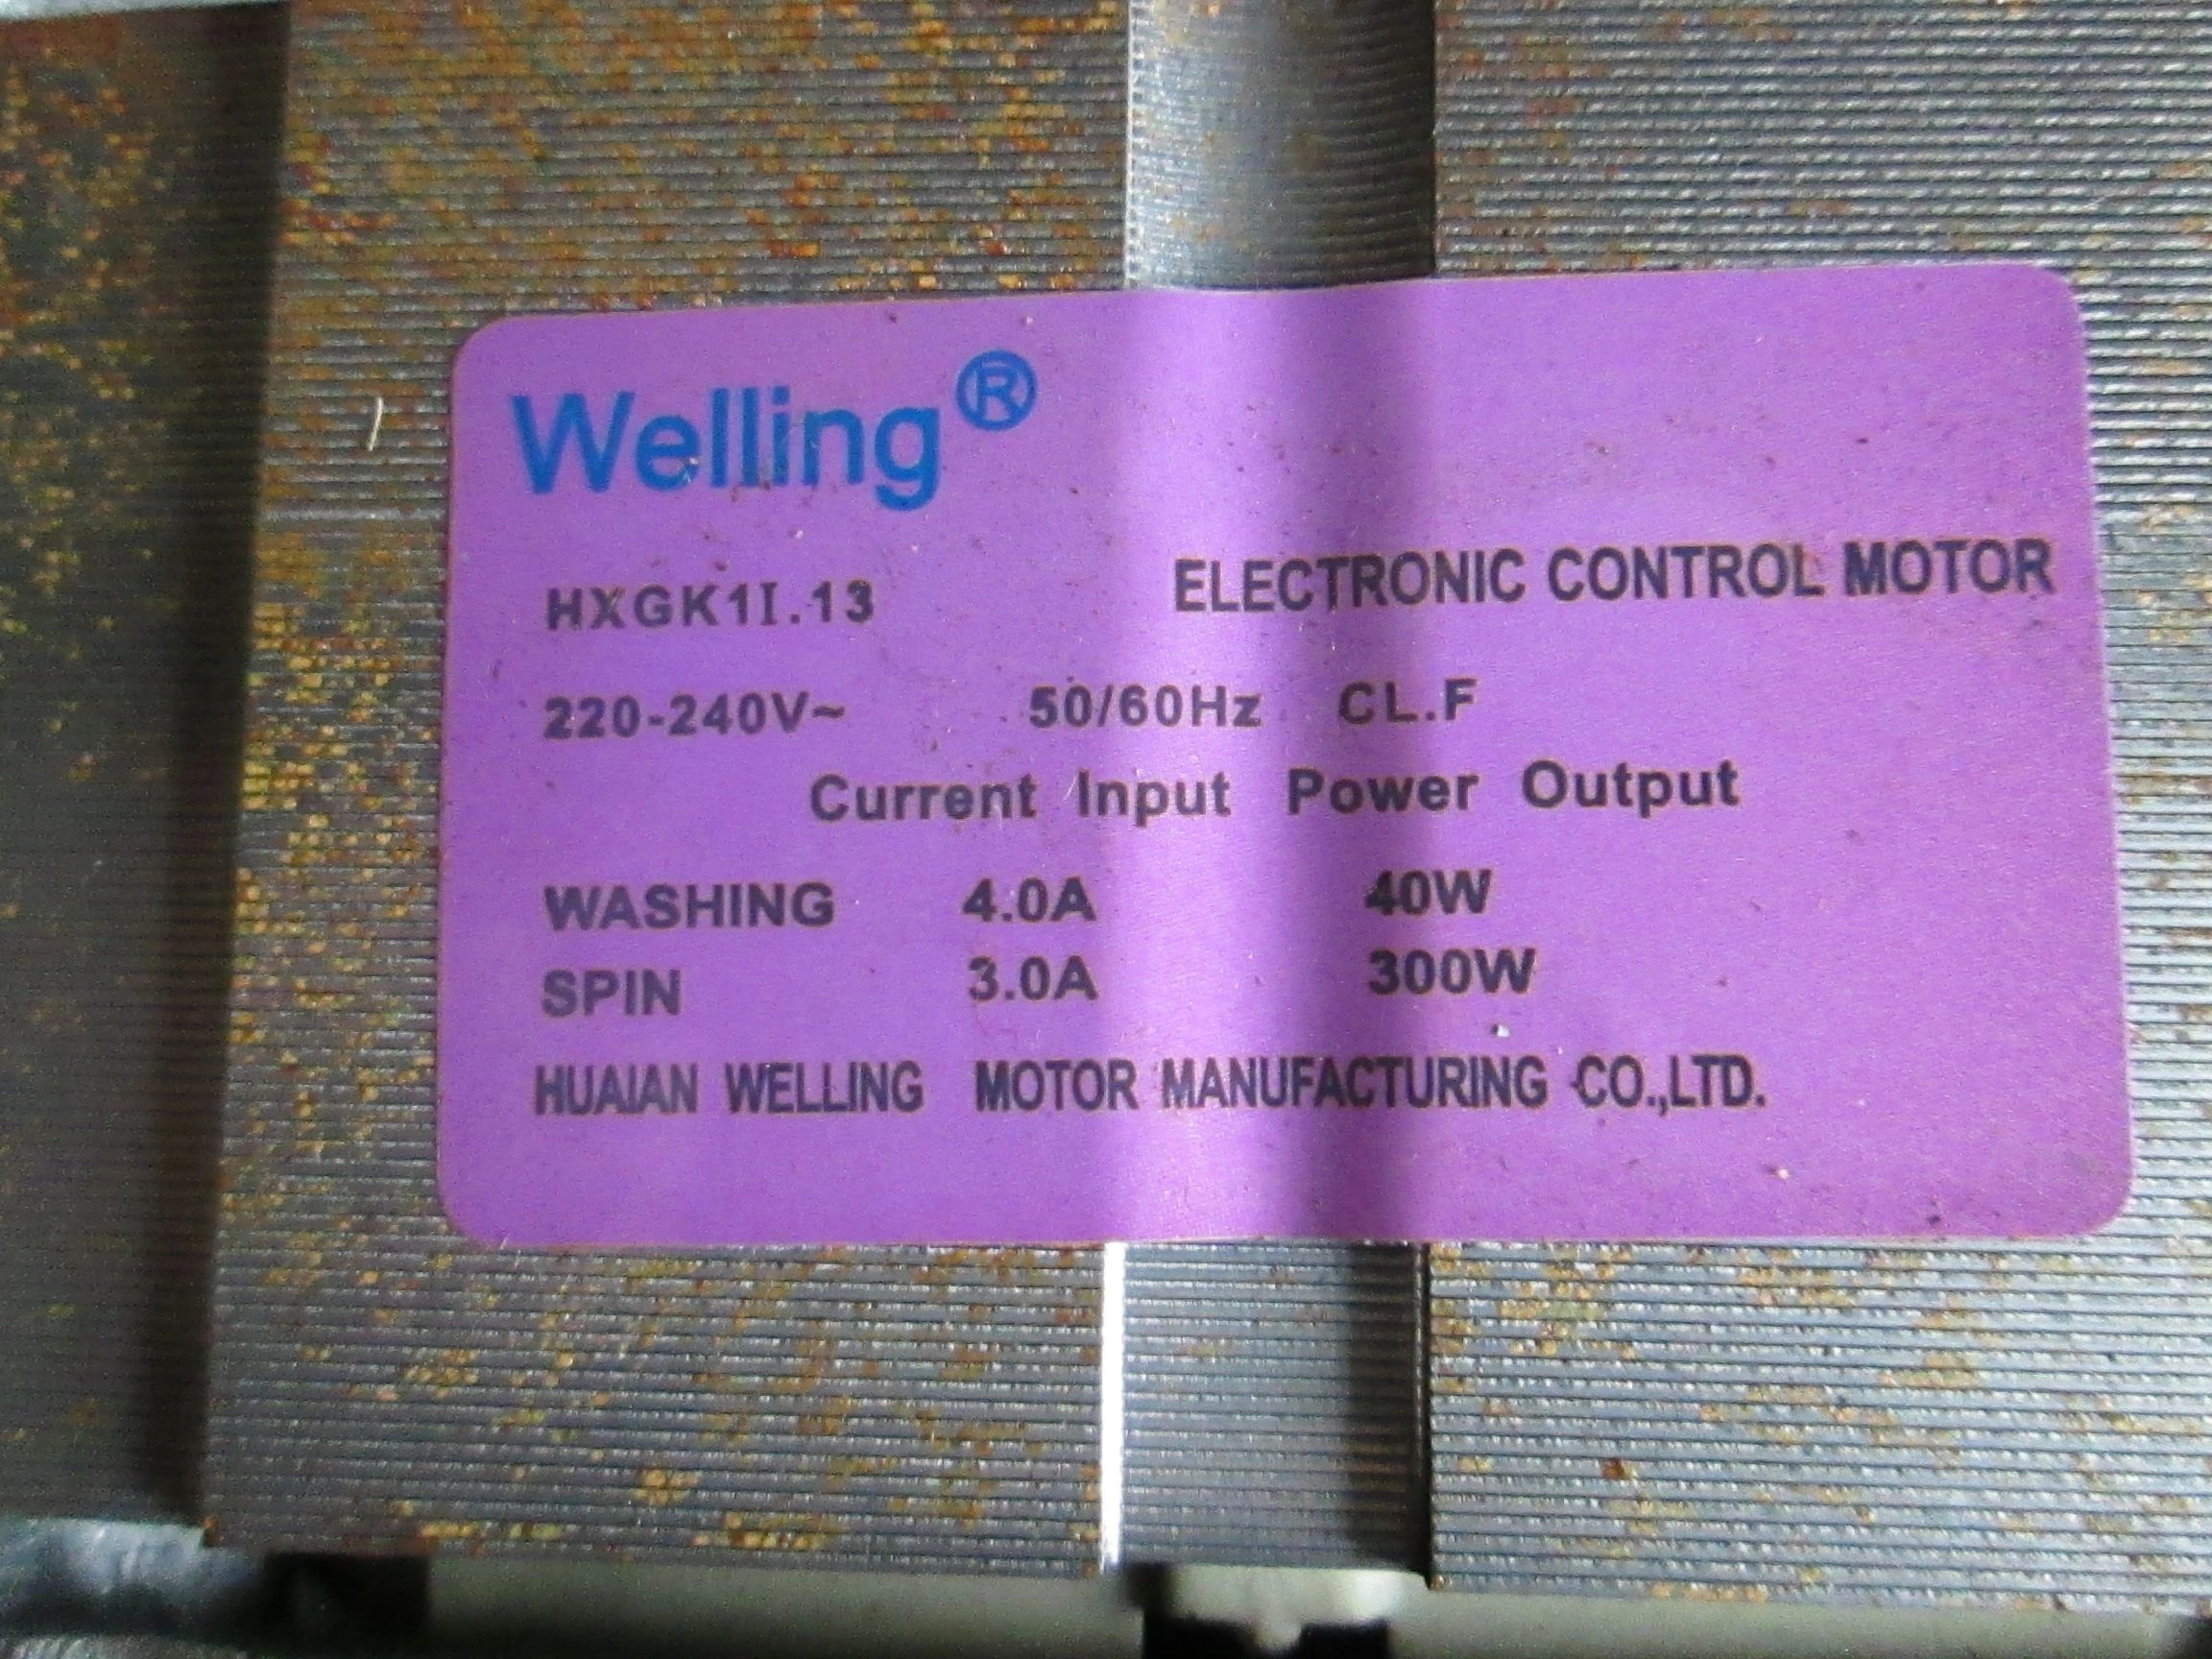 Welling®
HXGK1I.13 ELECTRONIC CONTROL MOTOR
220-240V~ 50/60Hz CL.F
Current Input Power Output
WASHING 4.0A 40W
SPIN 3.0A 300W
HUAIAN WELLING MOTOR MANUFACTURING CO.,LTD.